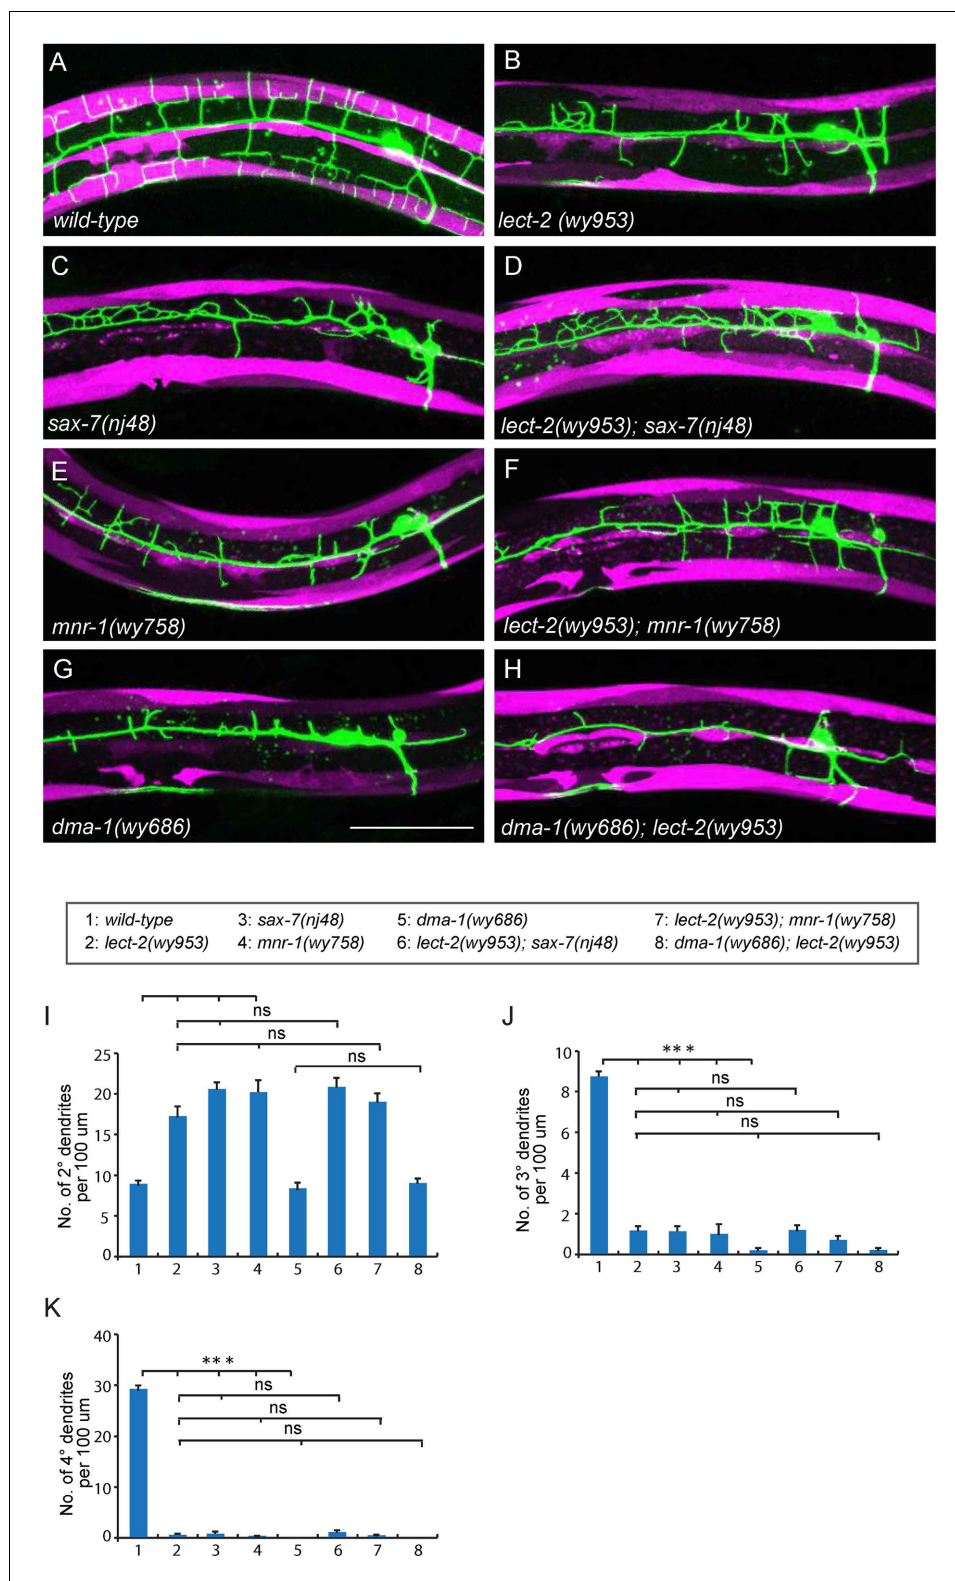 A
wild-type
B
lect-2 (wy953)
C
sax-7(nj48)
D
lect-2(wy953); sax-7(nj48)
E
mnr-1(wy758)
F
lect-2(wy953); mnr-1(wy758)
G
dma-1(wy686)
H
dma-1(wy686); lect-2(wy953)
1: wild-type 3: sax-7(nj48) 5: dma-1(wy686) 7: lect-2(wy953); mnr-1(wy758)
2: lect-2(wy953) 4: mnr-1(wy758) 6: lect-2(wy953); sax-7(nj48) 8: dma-1(wy686); lect-2(wy953)
I
ns
ns
ns
No. of 2° dendrites
per 100 um
25
20
15
10
5
0
1 2 3 4 5 6 7 8
J
***
ns
ns
ns
No. of 3° dendrites
per 100 um
10
8
6
4
2
0
1 2 3 4 5 6 7 8
K
***
ns
ns
ns
No. of 4° dendrites
per 100 um
40
30
20
10
0
1 2 3 4 5 6 7 8